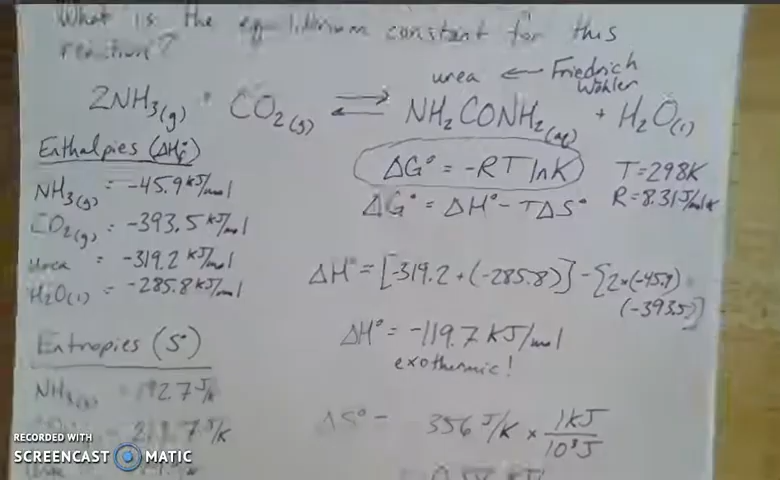 What is the equilibrium constant for this
reaction?
urea ← Friedrich
Wöhler
2NH₃(g) + CO₂(g) ⇌ NH₂CONH₂(aq) + H₂O(l)
Enthalpies (ΔH°f)
NH₃(g) = -45.9 kJ/mol
CO₂(g) = -393.5 kJ/mol
urea = -319.2 kJ/mol
H₂O(l) = -285.8 kJ/mol
ΔG° = -RT lnK
T = 298K
R = 8.31 J/mol·K
ΔG° = ΔH° - TΔS°
ΔH° = [-319.2 + (-285.8)] - [2×(-45.9)
(-393.5)]
ΔH° = -119.7 kJ/mol
exothermic!
Entropies (S°)
NH₃(g) = 192.7 J/K
J/K
ΔS° = 356 J/K × 1kJ/10³J
RECORDED WITH
SCREENCAST MATIC